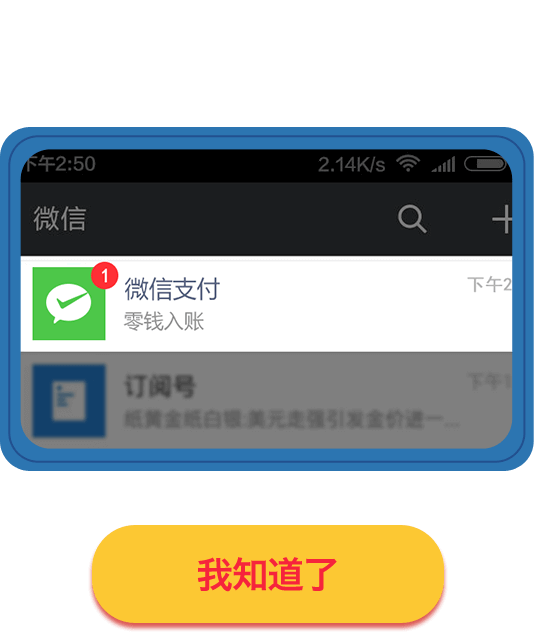 下午2:50 2.14K/s
微信
1
微信支付 下午2
零钱入账
订阅号 下午1
纸黄金纸白银:美元走强引发金价进一...
我知道了